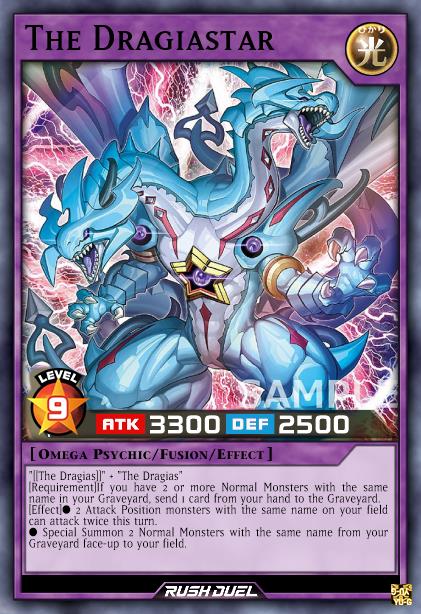 THE DRAGIASTAR
ひかり
光
SAMPLE
LEVEL
9
ATK 3300 DEF 2500
[OMEGA PSYCHIC/FUSION/EFFECT]
"[[The Dragias]]" + "The Dragias"
[Requirement]If you have 2 or more Normal Monsters with the same
name in your Graveyard, send 1 card from your hand to the Graveyard.
[Effect]● 2 Attack Position monsters with the same name on your field
can attack twice this turn.
● Special Summon 2 Normal Monsters with the same name from your
Graveyard face-up to your field.
RUSH DUEL